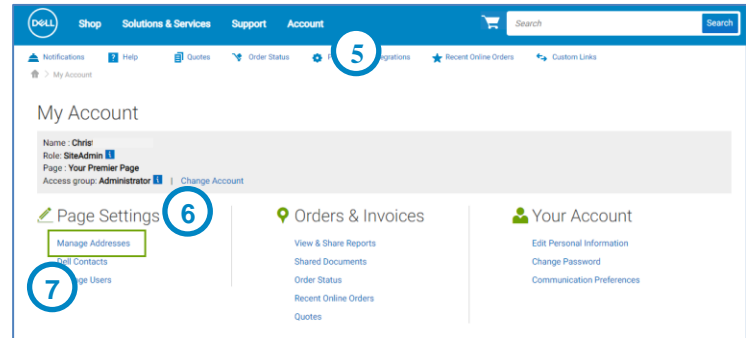 DELL Shop Solutions & Services Support Account Search Search
Notifications ? Help Quotes Order Status 5 Recent Online Orders Custom Links
> My Account
My Account
Name : Chris
Role: SiteAdmin i
Page : Your Premier Page
Access group: Administrator i | Change Account
6
Page Settings
Manage Addresses
Dell Contacts
7
Users
Orders & Invoices
View & Share Reports
Shared Documents
Order Status
Recent Online Orders
Quotes
Your Account
Edit Personal Information
Change Password
Communication Preferences